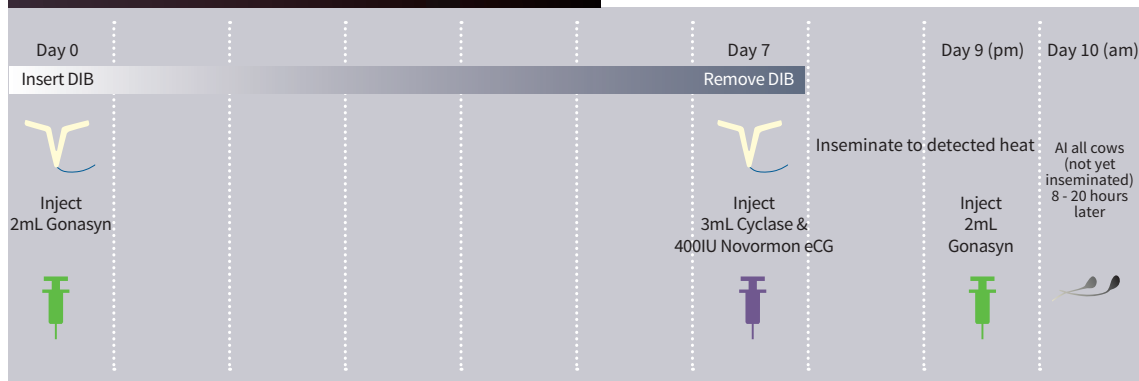 Day 0
Day 7
Day 9 (pm)
Day 10 (am)
Insert DIB
Remove DIB
Inseminate to detected heat
AI all cows
(not yet
inseminated)
8 - 20 hours
later
Inject
2mL Gonasyn
Inject
3mL Cyclase &
400IU Novormon eCG
Inject
2mL
Gonasyn